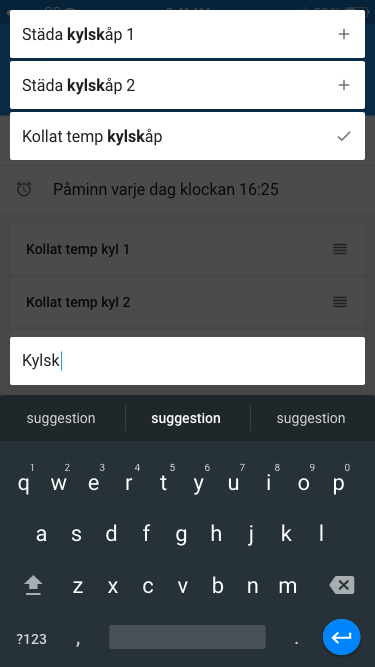 Städa kylskåp 1
Städa kylskåp 2
Kollat temp kylskåp
Påminn varje dag klockan 16:25
Kollat temp kyl 1
Kollat temp kyl 2
Kylsk
suggestion suggestion suggestion
1 2 3 4 5 6 7 8 9 0
q w e r t y u i o p
a s d f g h j k l
z x c v b n m
?123 , .